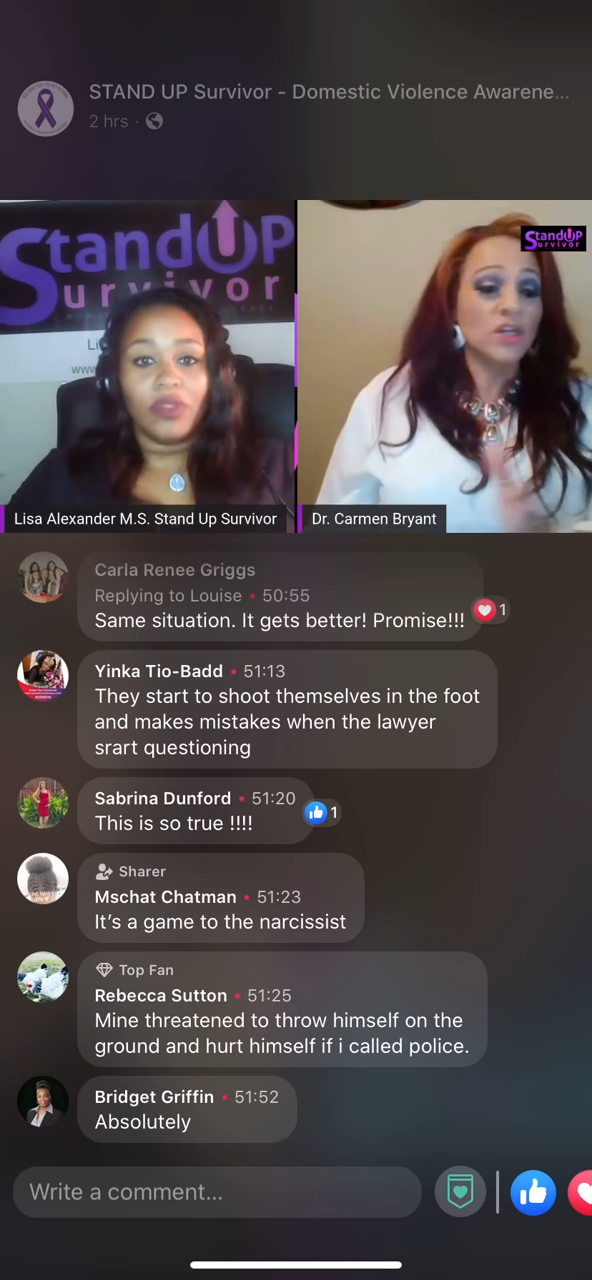 STAND UP Survivor - Domestic Violence Awarene...
2 hrs ·
StandUP
Survivor
Li
www
StandUP
Survivor
Lisa Alexander M.S. Stand Up Survivor
Dr. Carmen Bryant
Carla Renee Griggs
Replying to Louise • 50:55
Same situation. It gets better! Promise!!!
1
Yinka Tio-Badd • 51:13
They start to shoot themselves in the foot
and makes mistakes when the lawyer
srart questioning
Sabrina Dunford • 51:20
This is so true !!!!
1
Sharer
Mschat Chatman • 51:23
It’s a game to the narcissist
Top Fan
Rebecca Sutton • 51:25
Mine threatened to throw himself on the
ground and hurt himself if i called police.
Bridget Griffin • 51:52
Absolutely
Write a comment...